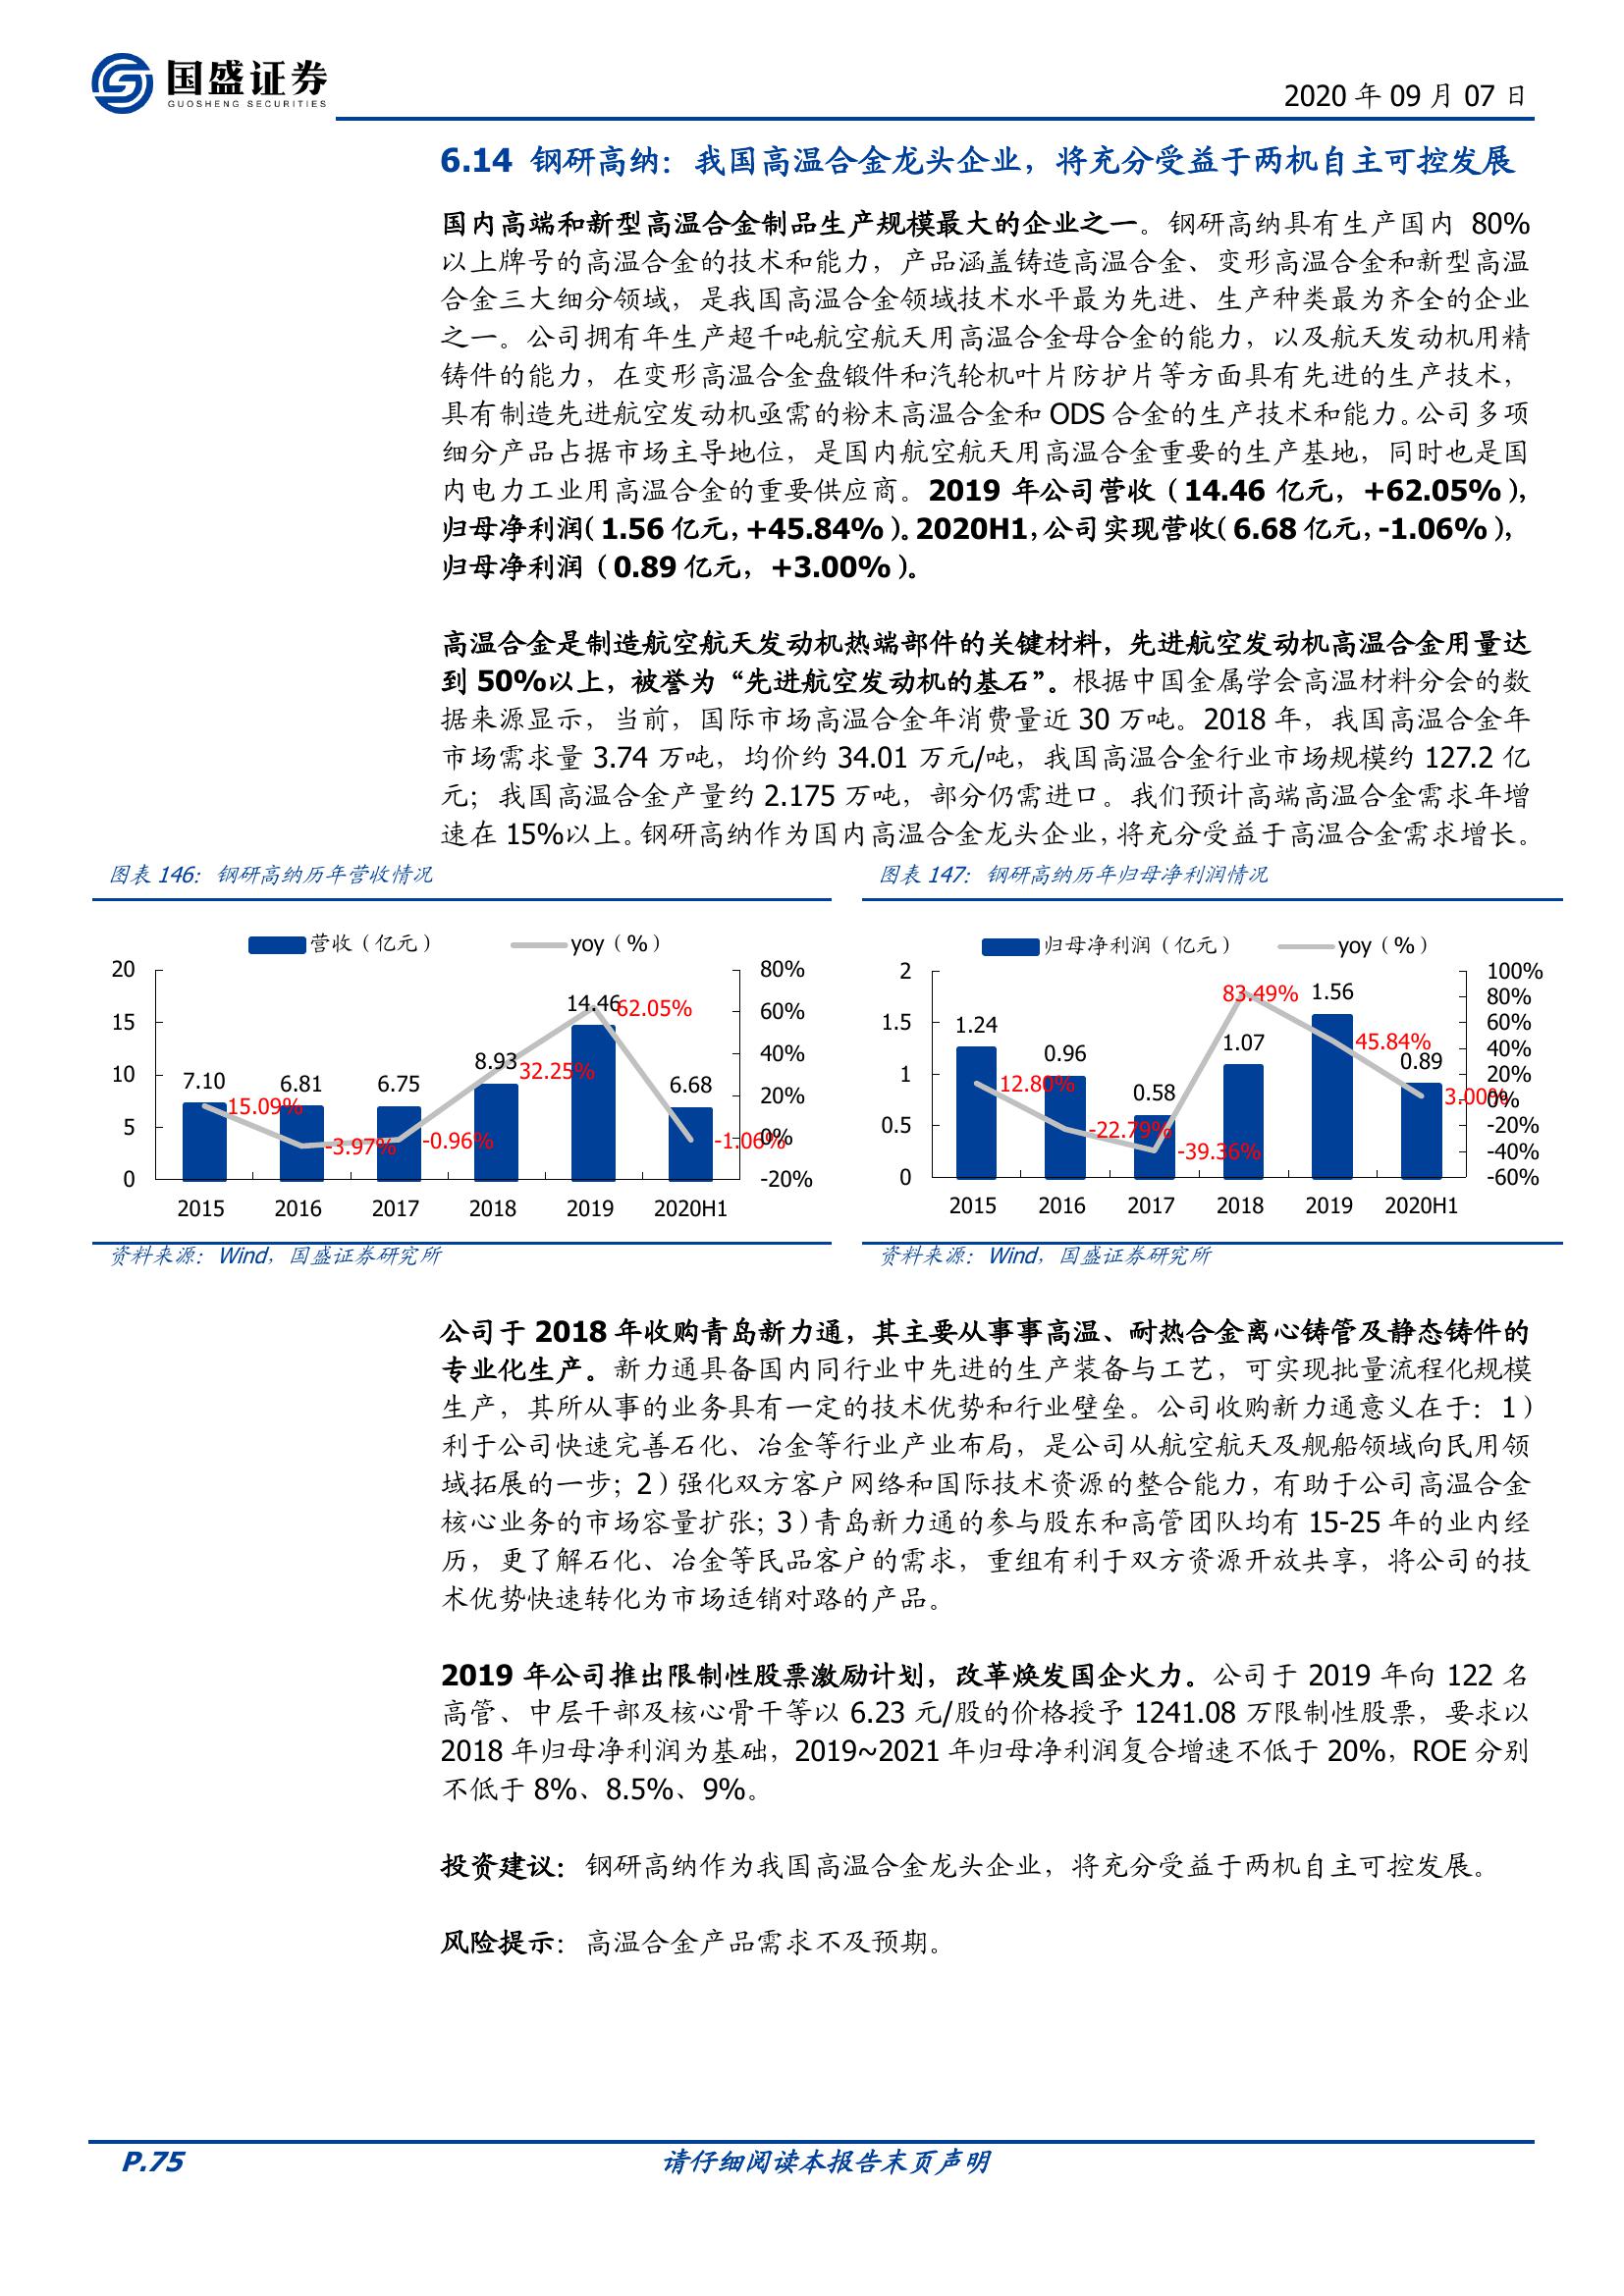 国盛证券
GUOSHENG SECURITIES
2020 年 09 月 07 日
6.14 钢研高纳：我国高温合金龙头企业，将充分受益于两机自主可控发展
国内高端和新型高温合金制品生产规模最大的企业之一。钢研高纳具有生产国内 80%
以上牌号的高温合金的技术和能力，产品涵盖铸造高温合金、变形高温合金和新型高温
合金三大细分领域，是我国高温合金领域技术水平最为先进、生产种类最为齐全的企业
之一。公司拥有年生产超千吨航空航天用高温合金母合金的能力，以及航天发动机用精
铸件的能力，在变形高温合金盘锻件和汽轮机叶片防护片等方面具有先进的生产技术，
具有制造先进航空发动机亟需的粉末高温合金和 ODS 合金的生产技术和能力。公司多项
细分产品占据市场主导地位，是国内航空航天用高温合金重要的生产基地，同时也是国
内电力工业用高温合金的重要供应商。2019 年公司营收（14.46 亿元，+62.05%），
归母净利润（1.56 亿元，+45.84%）。2020H1，公司实现营收（6.68 亿元，-1.06%），
归母净利润（0.89 亿元，+3.00%）。
高温合金是制造航空航天发动机热端部件的关键材料，先进航空发动机高温合金用量达
到 50%以上，被誉为“先进航空发动机的基石”。根据中国金属学会高温材料分会的数
据来源显示，当前，国际市场高温合金年消费量近 30 万吨。2018 年，我国高温合金年
市场需求量 3.74 万吨，均价约 34.01 万元/吨，我国高温合金行业市场规模约 127.2 亿
元；我国高温合金产量约 2.175 万吨，部分仍需进口。我们预计高端高温合金需求年增
速在 15%以上。钢研高纳作为国内高温合金龙头企业，将充分受益于高温合金需求增长。
图表 146：钢研高纳历年营收情况
营收（亿元） yoy（%）
20
15
10
5
0
80%
60%
40%
20%
0%
-20%
7.10
6.81
6.75
8.93
14.46
6.68
15.09%
-3.97%
-0.96%
32.25%
62.05%
-1.06%
2015 2016 2017 2018 2019 2020H1
资料来源：Wind，国盛证券研究所
图表 147：钢研高纳历年归母净利润情况
归母净利润（亿元） yoy（%）
2
1.5
1
0.5
0
100%
80%
60%
40%
20%
0%
-20%
-40%
-60%
1.24
0.96
0.58
1.07
1.56
0.89
12.80%
-22.79%
-39.36%
83.49%
45.84%
3.00%
2015 2016 2017 2018 2019 2020H1
资料来源：Wind，国盛证券研究所
公司于 2018 年收购青岛新力通，其主要从事事高温、耐热合金离心铸管及静态铸件的
专业化生产。新力通具备国内同行业中先进的生产装备与工艺，可实现批量流程化规模
生产，其所从事的业务具有一定的技术优势和行业壁垒。公司收购新力通意义在于：1）
利于公司快速完善石化、冶金等行业产业布局，是公司从航空航天及舰船领域向民用领
域拓展的一步；2）强化双方客户网络和国际技术资源的整合能力，有助于公司高温合金
核心业务的市场容量扩张；3）青岛新力通的参与股东和高管团队均有 15-25 年的业内经
历，更了解石化、冶金等民品客户的需求，重组有利于双方资源开放共享，将公司的技
术优势快速转化为市场适销对路的产品。
2019 年公司推出限制性股票激励计划，改革焕发国企火力。公司于 2019 年向 122 名
高管、中层干部及核心骨干等以 6.23 元/股的价格授予 1241.08 万限制性股票，要求以
2018 年归母净利润为基础，2019~2021 年归母净利润复合增速不低于 20%，ROE 分别
不低于 8%、8.5%、9%。
投资建议：钢研高纳作为我国高温合金龙头企业，将充分受益于两机自主可控发展。
风险提示：高温合金产品需求不及预期。
P.75
请仔细阅读本报告末页声明